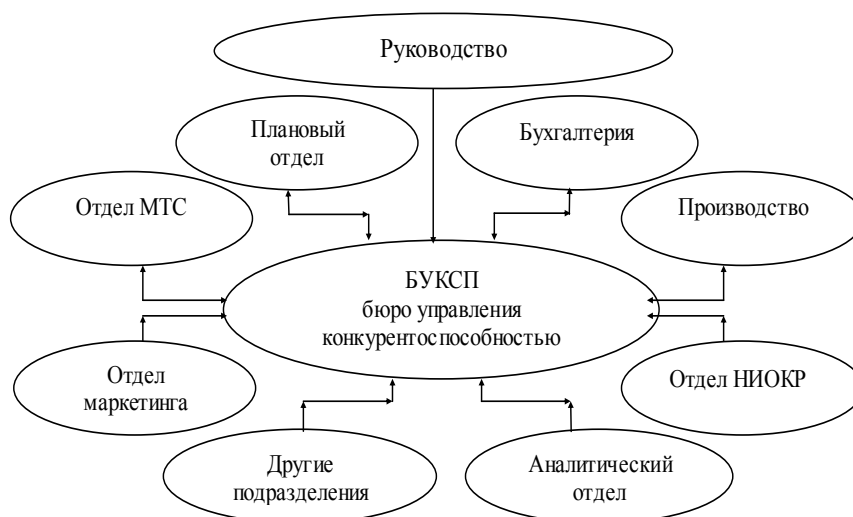 Руководство
Плановый
отдел
Бухгалтерия
Отдел МТС
Производство
БУКСП
бюро управления
конкурентоспособностью
Отдел
маркетинга
Отдел НИОКР
Другие
подразделения
Аналитический
отдел